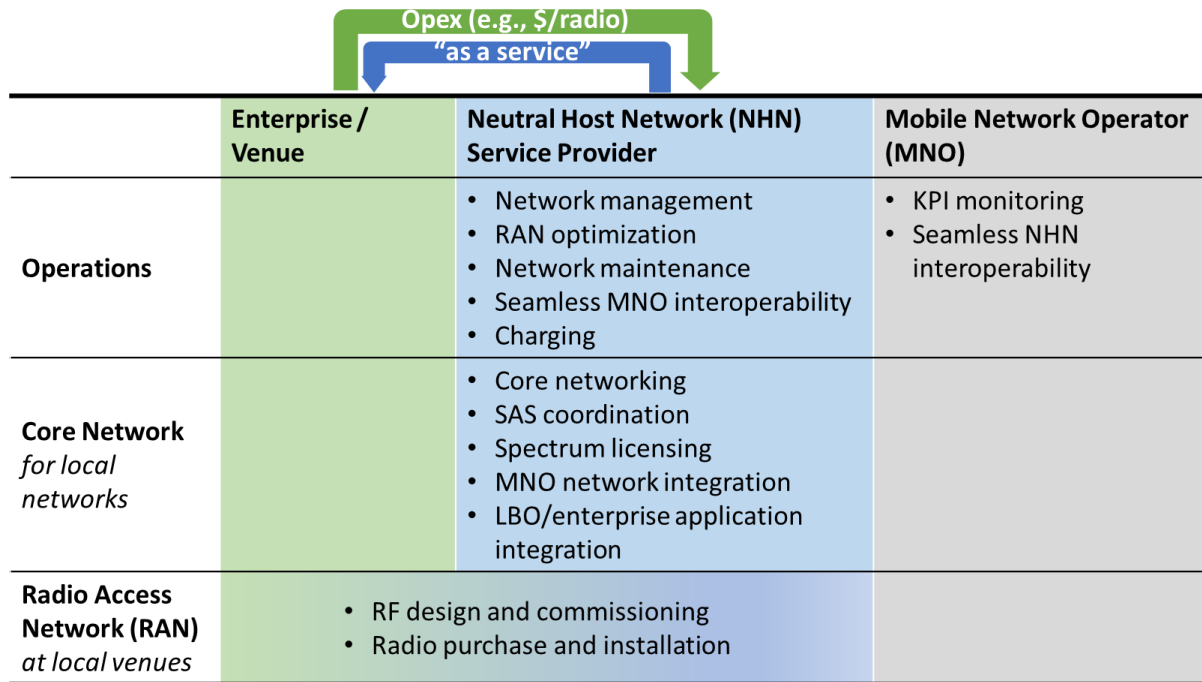 Opex (e.g., $/radio)
“as a service”
Enterprise /
Venue
Neutral Host Network (NHN)
Service Provider
Mobile Network Operator
(MNO)
Operations
• Network management
• RAN optimization
• Network maintenance
• Seamless MNO interoperability
• Charging
• KPI monitoring
• Seamless NHN
interoperability
Core Network
for local
networks
• Core networking
• SAS coordination
• Spectrum licensing
• MNO network integration
• LBO/enterprise application
integration
Radio Access
Network (RAN)
at local venues
• RF design and commissioning
• Radio purchase and installation